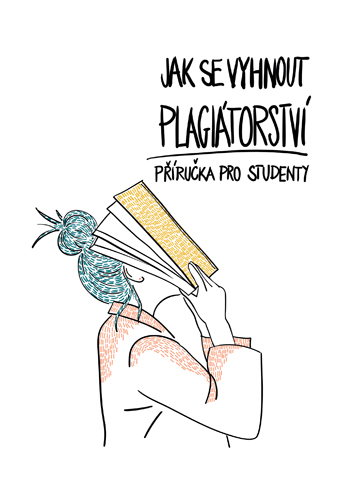 JAK SE VYHNOUT
PLAGIÁTORSTVÍ
PŘÍRUČKA PRO STUDENTY